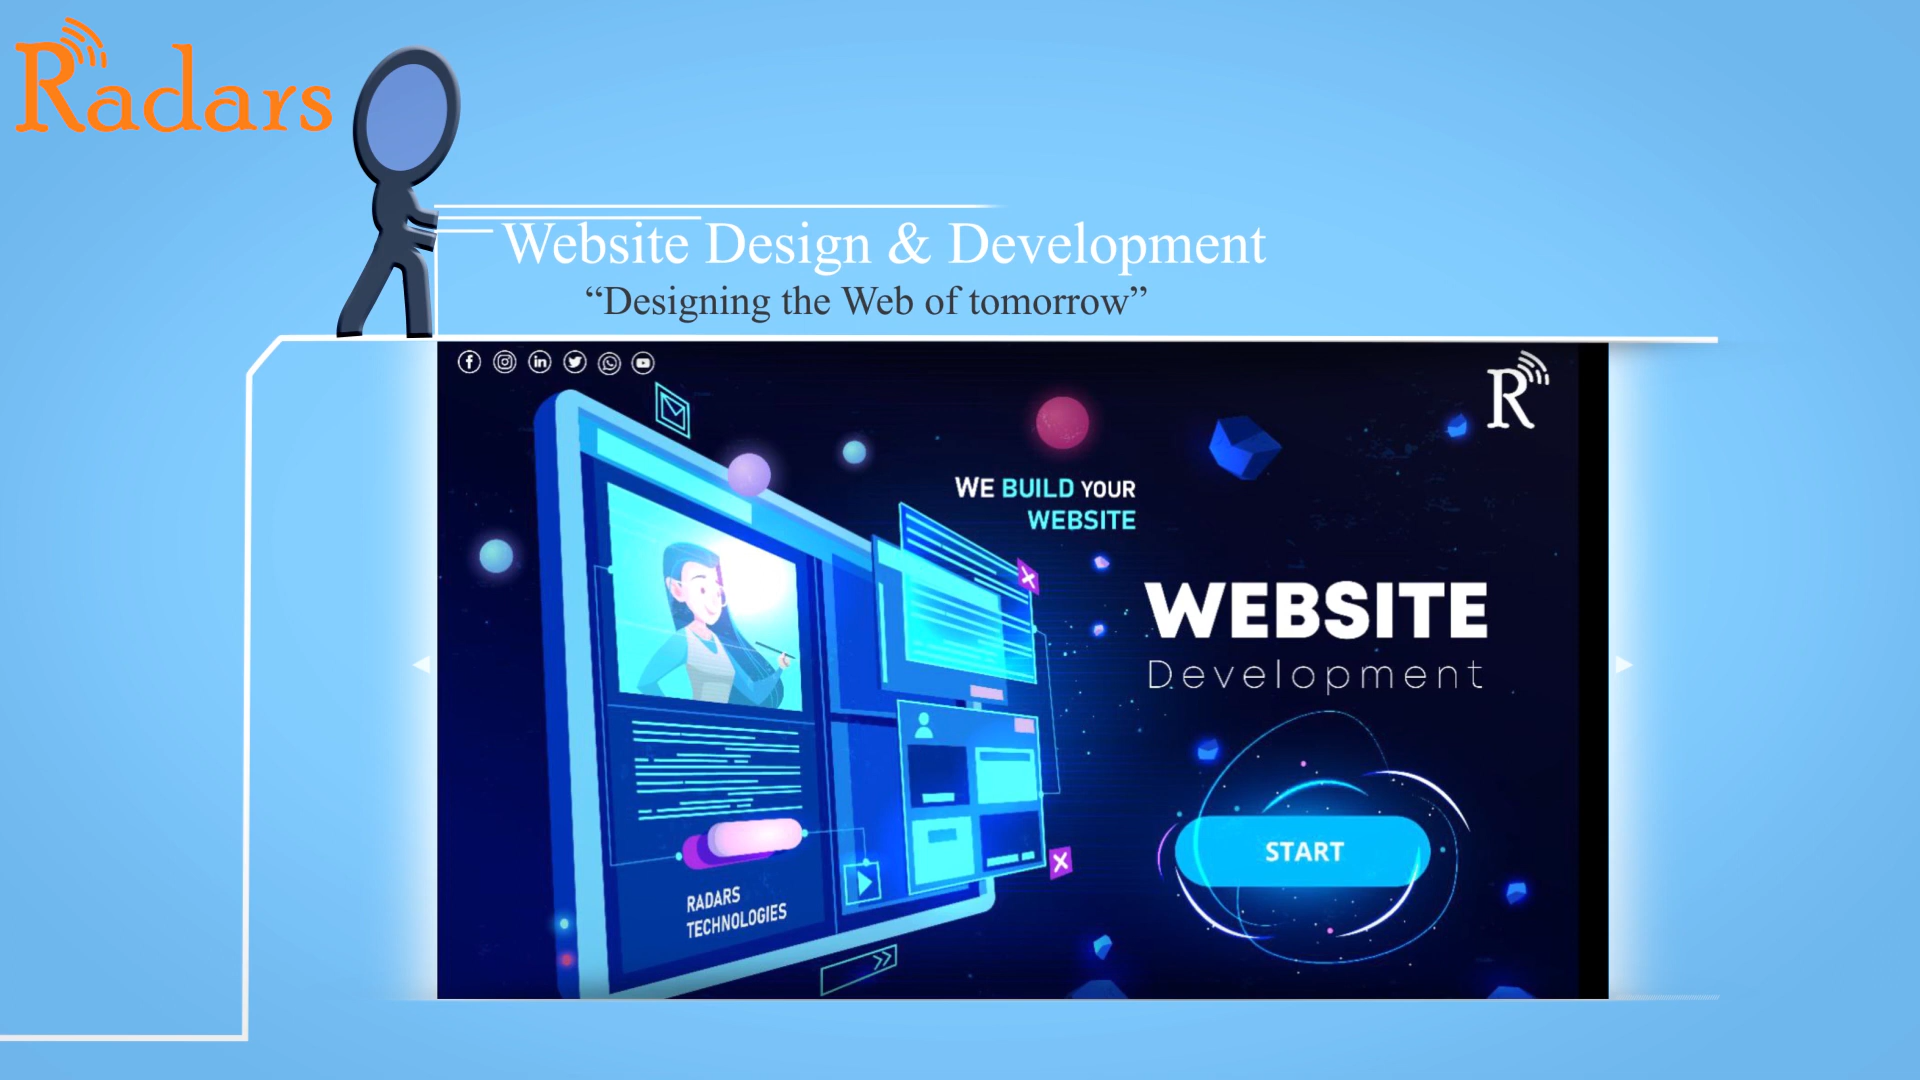 Radars
Website Design & Development
“Designing the Web of tomorrow”
R
WE BUILD YOUR
WEBSITE
WEBSITE
Development
START
RADARS
TECHNOLOGIES